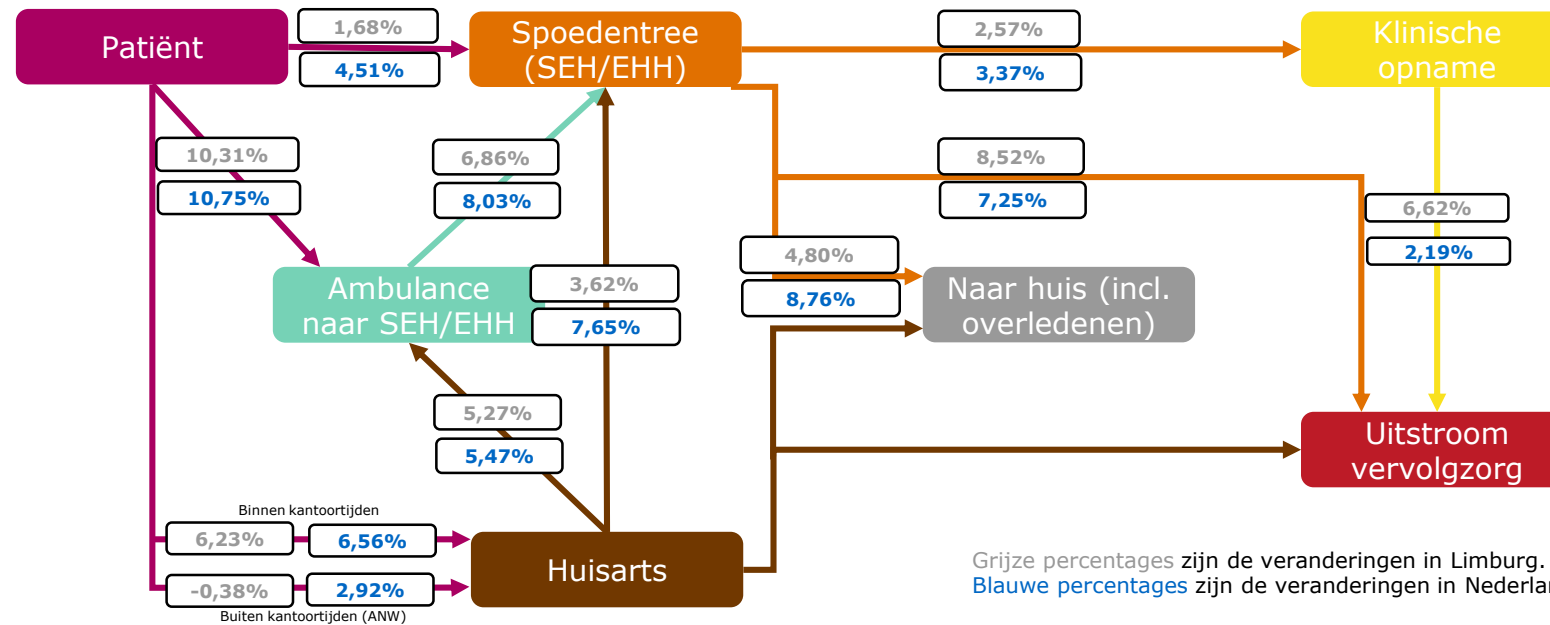 Patiënt
1,68%
4,51%
Spoedentree
(SEH/EHH)
2,57%
3,37%
Klinische
opname
10,31%
10,75%
6,86%
8,03%
8,52%
7,25%
6,62%
2,19%
Ambulance
naar SEH/EHH
3,62%
7,65%
4,80%
8,76%
Naar huis (incl.
overledenen)
5,27%
5,47%
Uitstroom
vervolgzorg
Binnen kantoortijden
6,23%
6,56%
-0,38%
2,92%
Buiten kantoortijden (ANW)
Huisarts
Grijze percentages zijn de veranderingen in Limburg.
Blauwe percentages zijn de veranderingen in